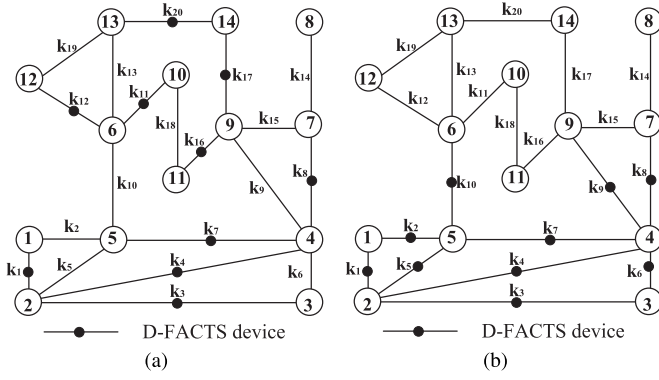 13 k20 14 8
k19 k13 k17 k14
12 k12 k11 10
6 k18 k16 9 k15 7
11
k10 k9 k8
1 k2 5 k7 4
k1 k5 k4 k6
2 k3 3
D-FACTS device
(a)
13 k20 14 8
k19 k13 k17 k14
12 k12 k11 10
6 k18 k16 9 k15 7
11
k10 k9 k8
1 k2 5 k7 4
k1 k5 k4 k6
2 k3 3
D-FACTS device
(b)